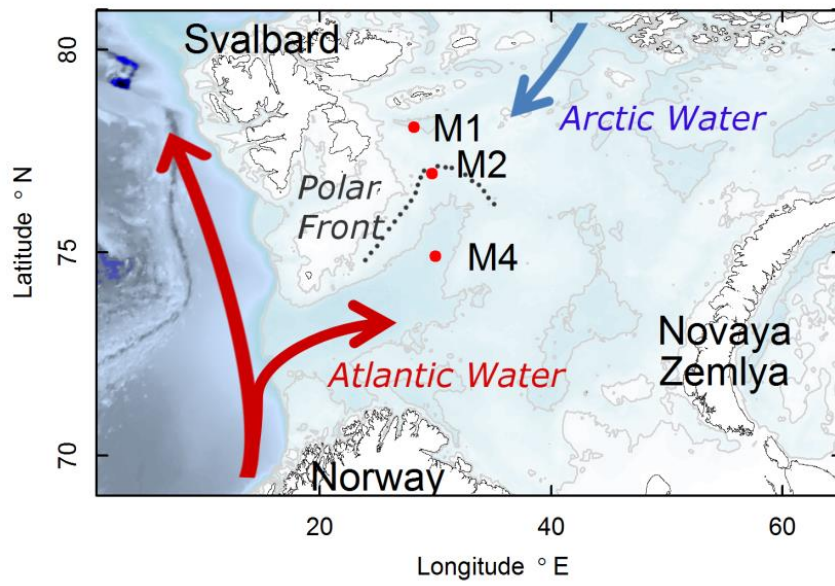 80
Svalbard
M1
Arctic Water
M2
Polar
Front
75
M4
Latitude ° N
Novaya
Zemlya
Atlantic Water
70
Norway
20
40
60
Longitude ° E